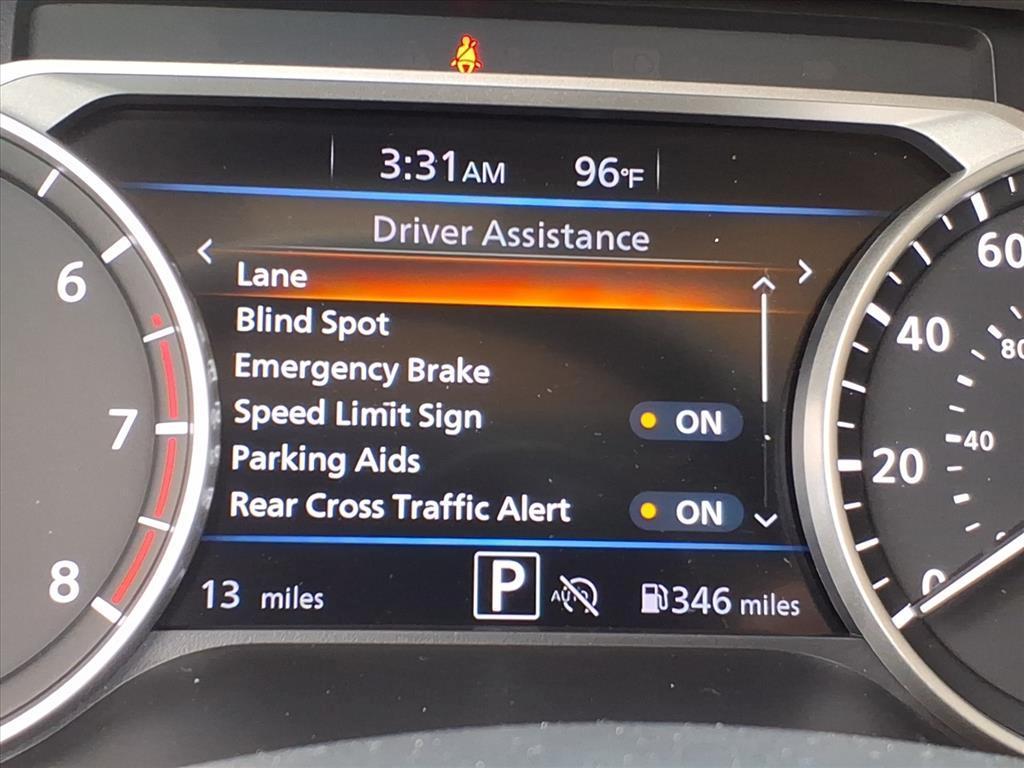 3:31AM 96°F
Driver Assistance
Lane
Blind Spot
Emergency Brake
Speed Limit Sign ON
Parking Aids
Rear Cross Traffic Alert ON
13 miles P AUTO 346 miles
6
7
8
60
40
20
0
80
40